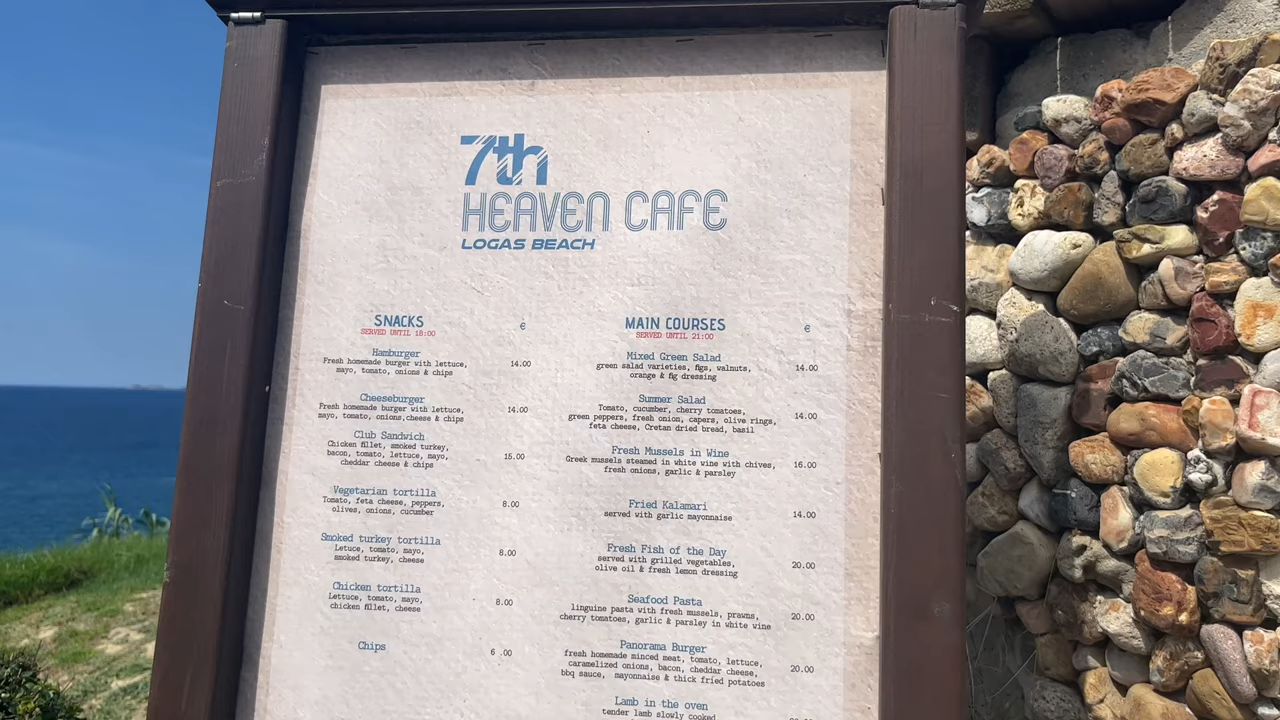 7th
HEAVEN CAFE
LOGAS BEACH
SNACKS €
SERVED UNTIL 18:00
Hamburger
Fresh homemade burger with lettuce,
mayo, tomato, onions & chips
14.00
Cheeseburger
Fresh homemade burger with lettuce,
mayo, tomato, onions,cheese & chips
14.00
Club Sandwich
Chicken fillet, smoked turkey,
bacon, tomato, lettuce, mayo,
cheddar cheese & chips
15.00
Vegetarian tortilla
Tomato, feta cheese, peppers,
olives, onions, cucumber
8.00
Smoked turkey tortilla
Letuce, tomato, mayo,
smoked turkey, cheese
8.00
Chicken tortilla
Lettuce, tomato, mayo,
chicken fillet, cheese
8.00
Chips 6 .00
MAIN COURSES €
SERVED UNTIL 21:00
Mixed Green Salad
green salad varieties, figs, walnuts,
orange & fig dressing
14.00
Summer Salad
Tomato, cucumber, cherry tomatoes,
green peppers, fresh onion, capers, olive rings,
feta cheese, Cretan dried bread, basil
14.00
Fresh Mussels in Wine
Greek mussels steamed in white wine with chives,
fresh onions, garlic & parsley
16.00
Fried Kalamari
served with garlic mayonnaise
14.00
Fresh Fish of the Day
served with grilled vegetables,
olive oil & fresh lemon dressing
20.00
Seafood Pasta
linguine pasta with fresh mussels, prawns,
cherry tomatoes, garlic & parsley in white wine
20.00
Panorama Burger
fresh homemade minced meat, tomato, lettuce,
caramelized onions, bacon, cheddar cheese,
bbq sauce, mayonnaise & thick fried potatoes
20.00
Lamb in the oven
tender lamb slowly cooked